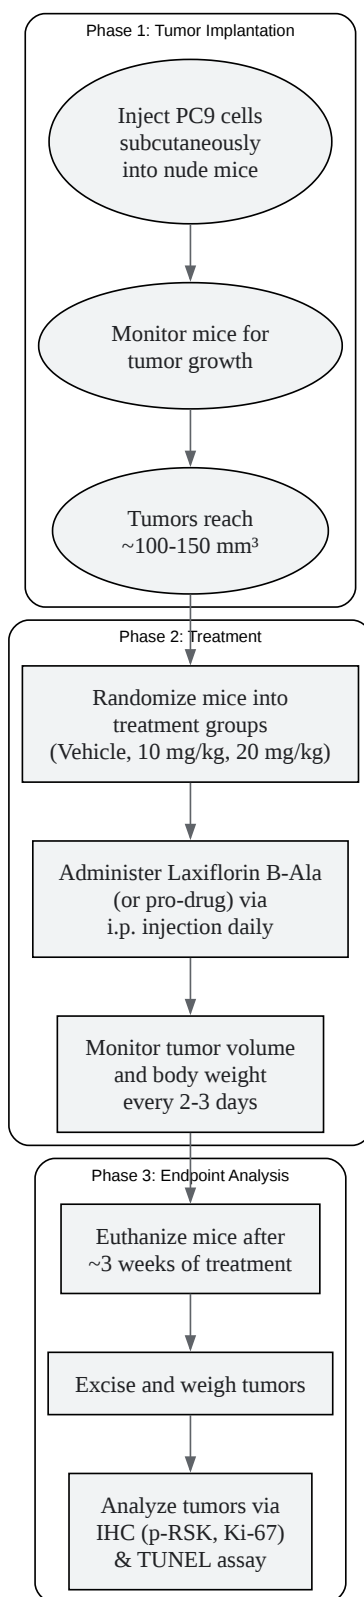 Phase 1: Tumor Implantation
Inject PC9 cells
subcutaneously
into nude mice
Monitor mice for
tumor growth
Tumors reach
~100-150 mm³
Phase 2: Treatment
Randomize mice into
treatment groups
(Vehicle, 10 mg/kg, 20 mg/kg)
Administer Laxiflorin B-Ala
(or pro-drug) via
i.p. injection daily
Monitor tumor volume
and body weight
every 2-3 days
Phase 3: Endpoint Analysis
Euthanize mice after
~3 weeks of treatment
Excise and weigh tumors
Analyze tumors via
IHC (p-RSK, Ki-67)
& TUNEL assay